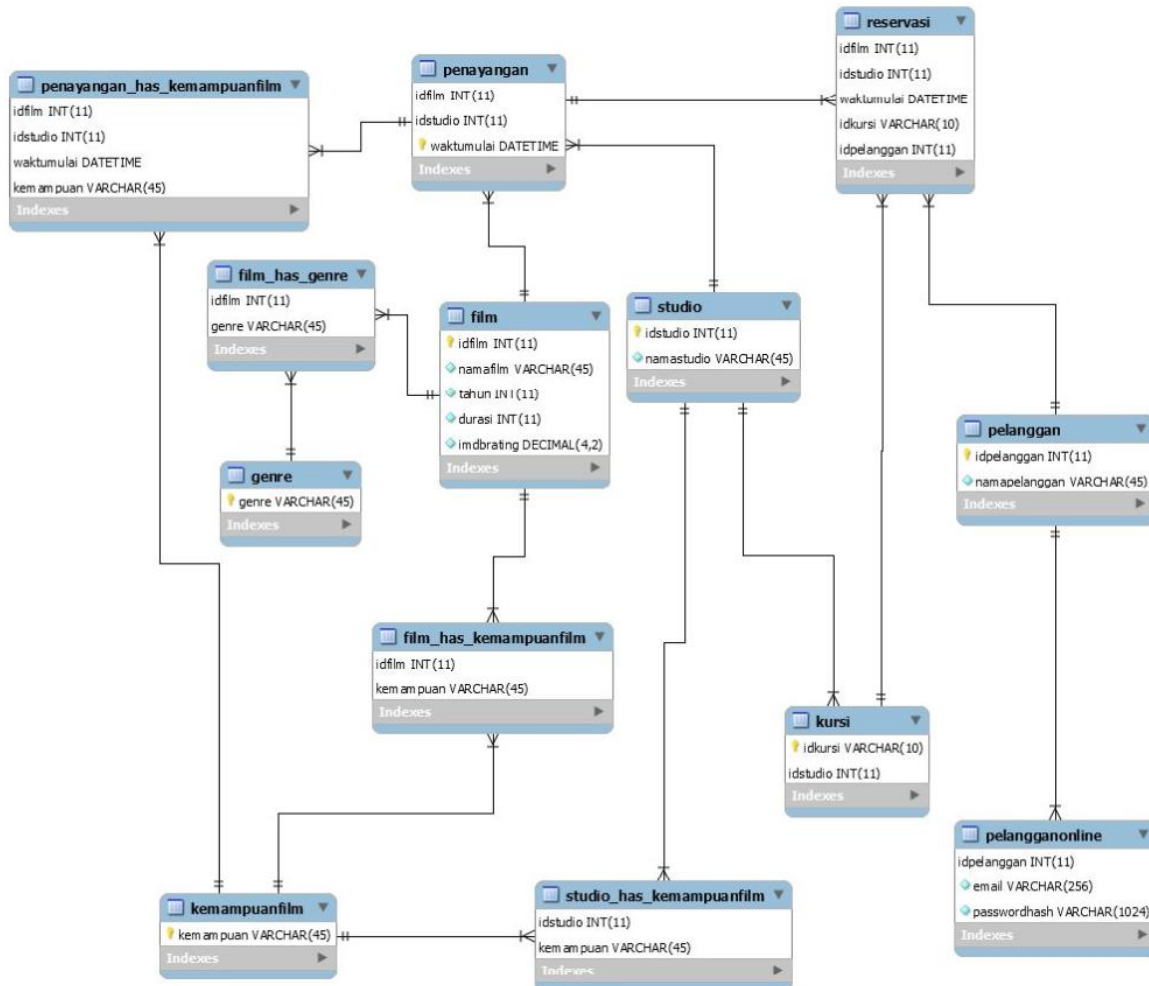 reservasi
idfilm INT(11)
idstudio INT(11)
waktumulai DATETIME
idkursi VARCHAR(10)
idpelanggan INT(11)
Indexes
penayangan
idfilm INT(11)
idstudio INT(11)
waktumulai DATETIME
Indexes
penayangan_has_kemampuanfilm
idfilm INT(11)
idstudio INT(11)
waktumulai DATETIME
kemampuan VARCHAR(45)
Indexes
film_has_genre
idfilm INT(11)
genre VARCHAR(45)
Indexes
film
idfilm INT(11)
namafilm VARCHAR(45)
tahun INT(11)
durasi INT(11)
imdbrating DECIMAL(4,2)
Indexes
studio
idstudio INT(11)
namastudio VARCHAR(45)
Indexes
genre
genre VARCHAR(45)
Indexes
pelanggan
idpelanggan INT(11)
namapelanggan VARCHAR(45)
Indexes
film_has_kemampuanfilm
idfilm INT(11)
kemampuan VARCHAR(45)
Indexes
kursi
idkursi VARCHAR(10)
idstudio INT(11)
Indexes
pelangganonline
idpelanggan INT(11)
email VARCHAR(256)
passwordhash VARCHAR(1024)
Indexes
kemampuanfilm
kemampuan VARCHAR(45)
Indexes
studio_has_kemampuanfilm
idstudio INT(11)
kemampuan VARCHAR(45)
Indexes